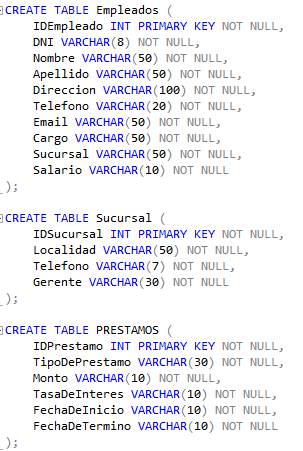 CREATE TABLE Empleados (
IDEmpleado INT PRIMARY KEY NOT NULL,
DNI VARCHAR(8) NOT NULL,
Nombre VARCHAR(50) NOT NULL,
Apellido VARCHAR(50) NOT NULL,
Direccion VARCHAR(100) NOT NULL,
Telefono VARCHAR(20) NOT NULL,
Email VARCHAR(50) NOT NULL,
Cargo VARCHAR(50) NOT NULL,
Sucursal VARCHAR(50) NOT NULL,
Salario VARCHAR(10) NOT NULL
);
CREATE TABLE Sucursal (
IDSucursal INT PRIMARY KEY NOT NULL,
Localidad VARCHAR(50) NOT NULL,
Telefono VARCHAR(7) NOT NULL,
Gerente VARCHAR(30) NOT NULL
);
CREATE TABLE PRESTAMOS (
IDPrestamo INT PRIMARY KEY NOT NULL,
TipoDePrestamo VARCHAR(30) NOT NULL,
Monto VARCHAR(10) NOT NULL,
TasaDeInteres VARCHAR(10) NOT NULL,
FechaDeInicio VARCHAR(10) NOT NULL,
FechaDeTermino VARCHAR(10) NOT NULL
);